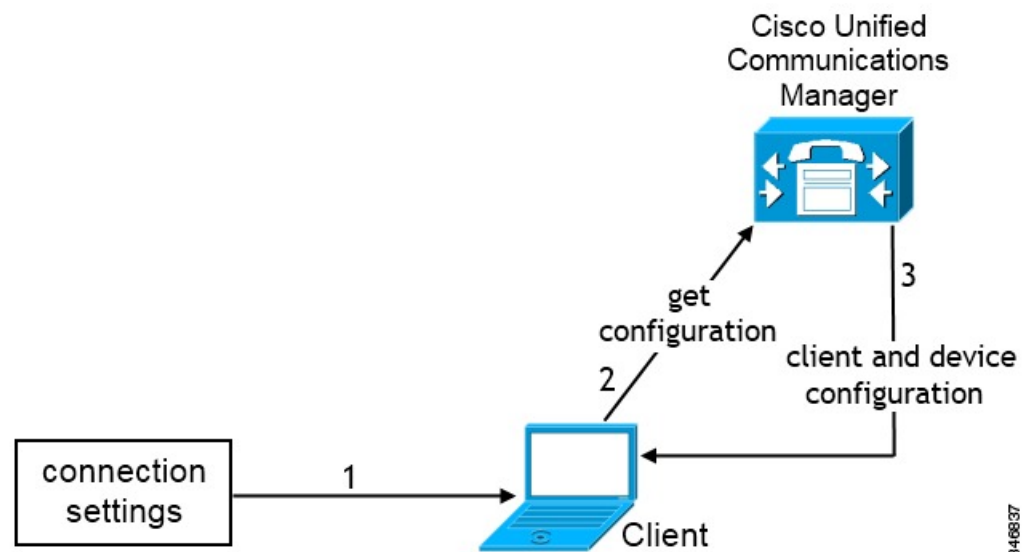 Cisco Unified
Communications
Manager
3
get
configuration
2
client and device
configuration
connection
settings
1
Client
346837